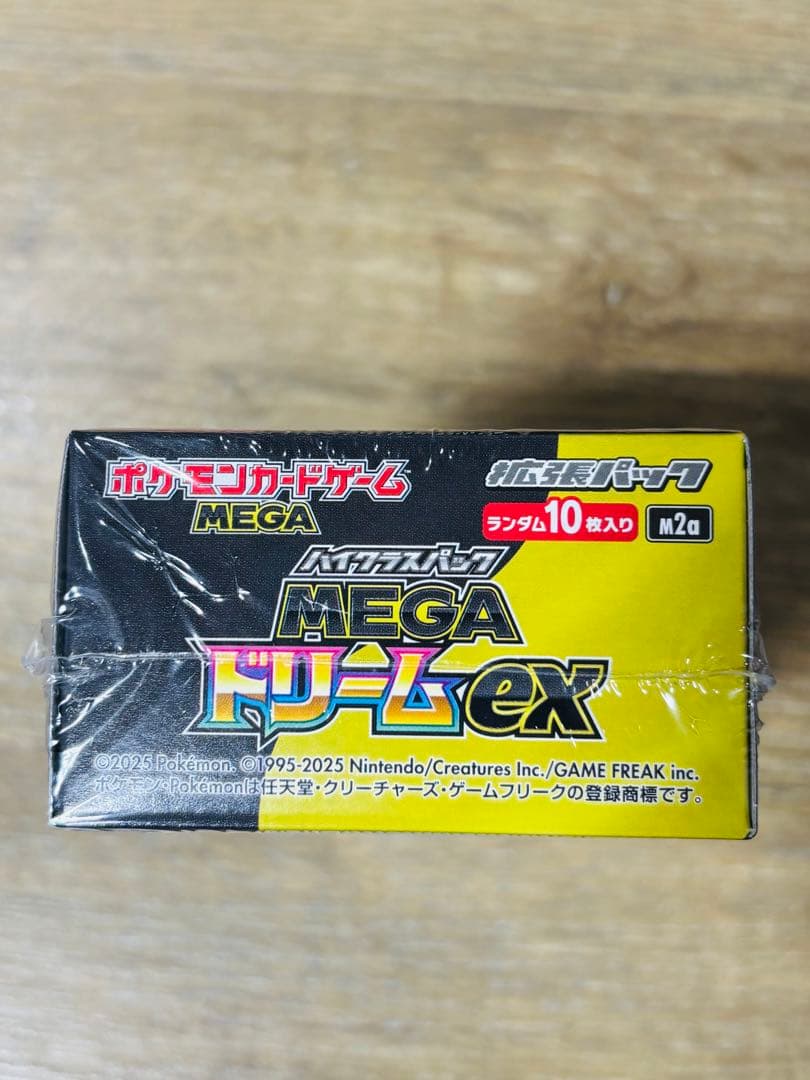 ポケモンカードゲーム
MEGA
拡張パック
ランダム10枚入り M2a
ハイクラスパック
MEGA
ドリームex
©2025 Pokémon. ©1995-2025 Nintendo/Creatures Inc./GAME FREAK inc.
ポケモン・Pokémonは任天堂・クリーチャーズ・ゲームフリークの登録商標です。